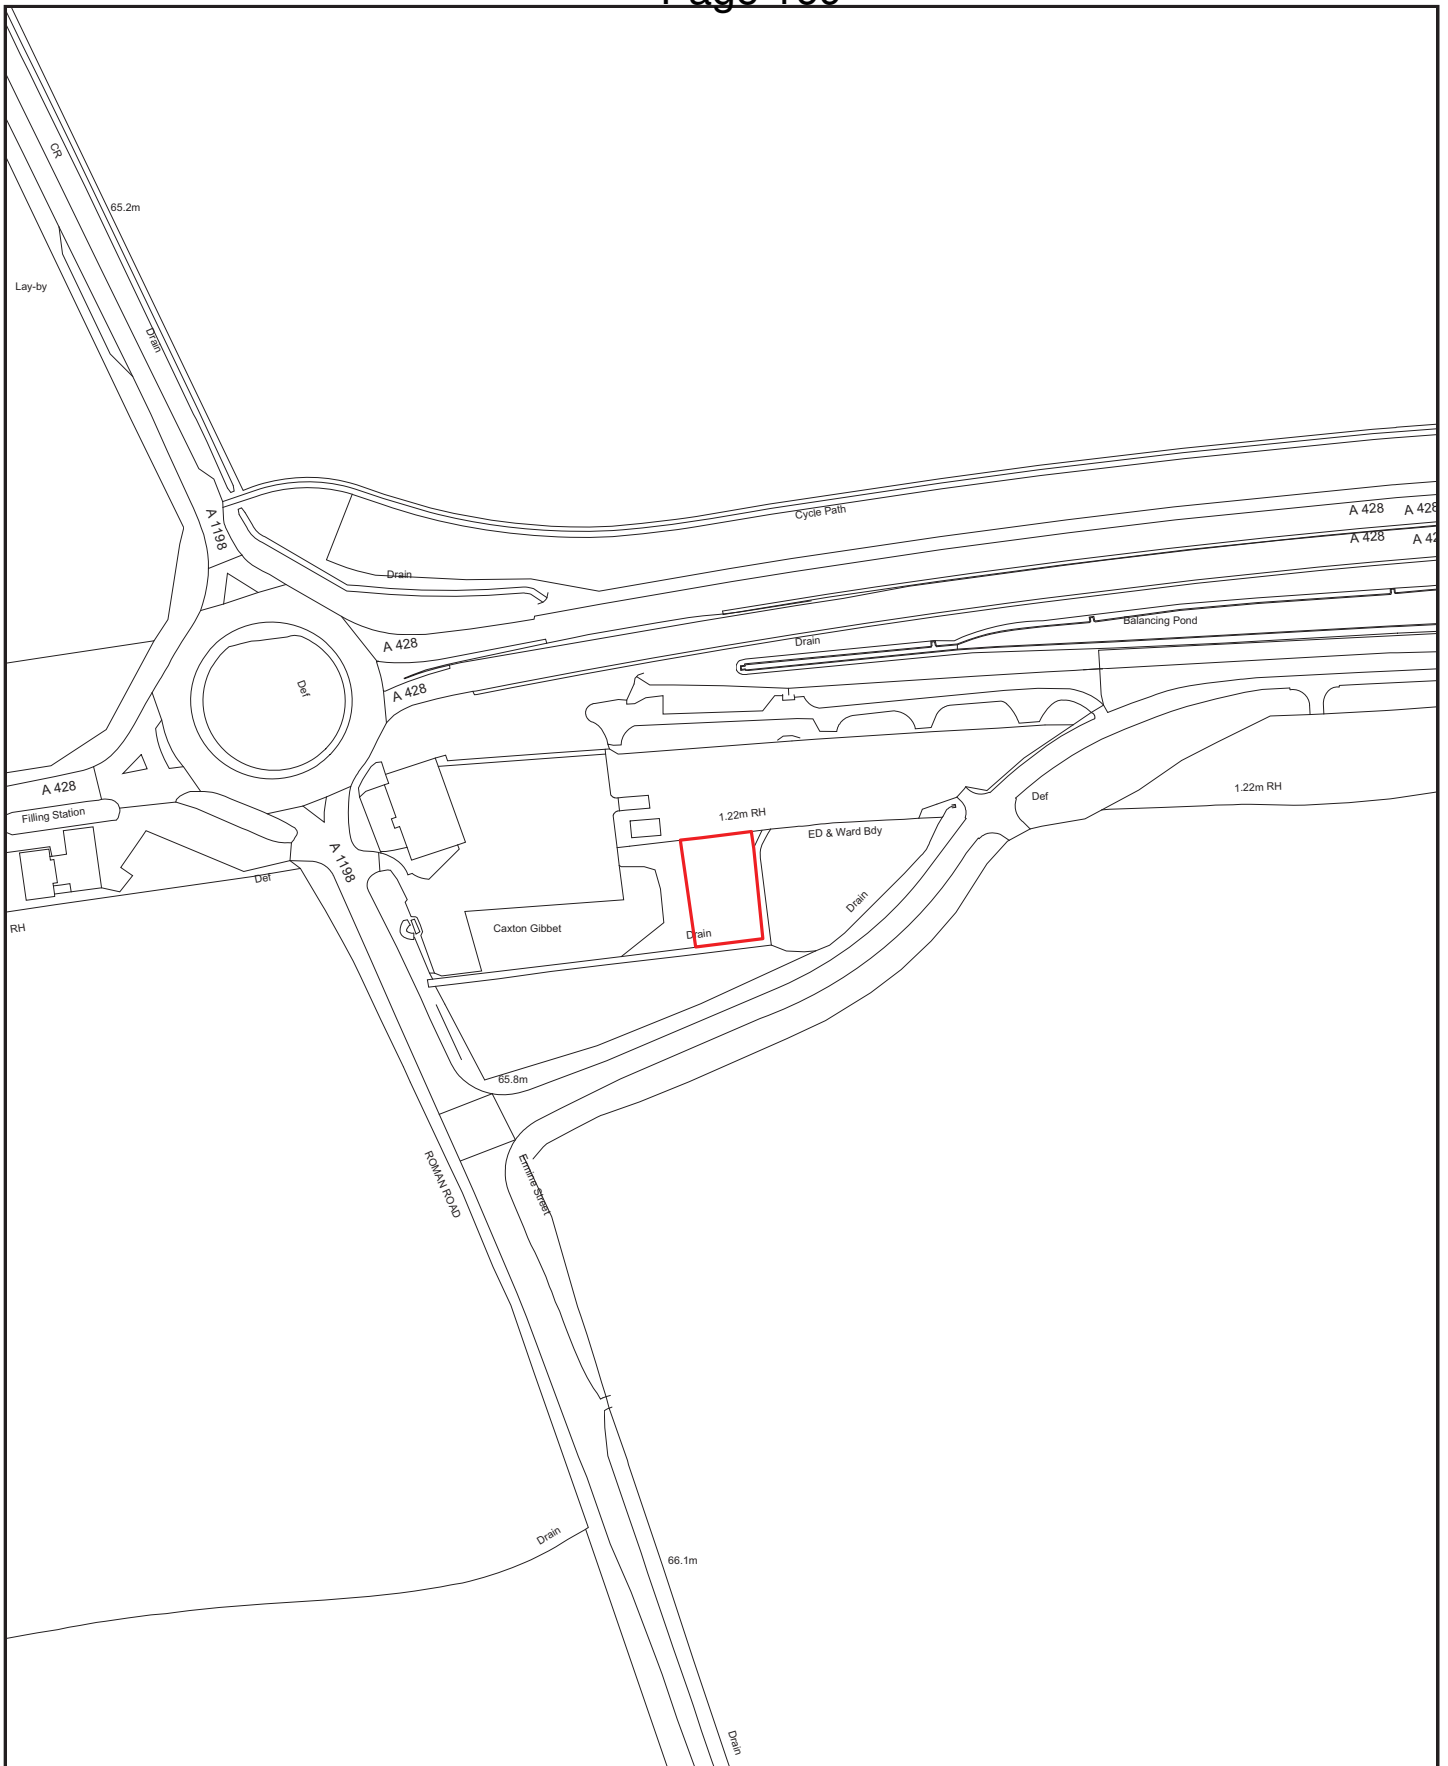 CR
65.2m
Lay-by
Drain
A 1198
Cycle Path
A 428
A 428
A 428
Drain
Balancing Pond
Drain
A 428
A 428
Def
A 428
Filling Station
1.22m RH
Def
1.22m RH
ED & Ward Bdy
A 1198
Def
RH
Drain
Caxton Gibbet
Drain
65.8m
ROMAN ROAD
Ermine Street
Drain
66.1m
Drain